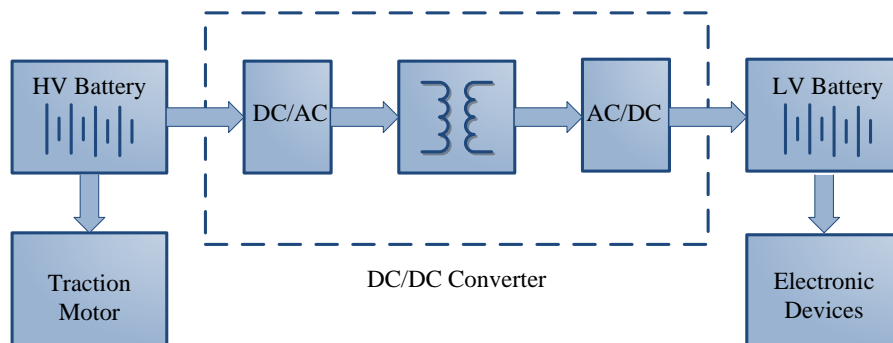 HV Battery
DC/AC
AC/DC
LV Battery
Traction
Motor
DC/DC Converter
Electronic
Devices